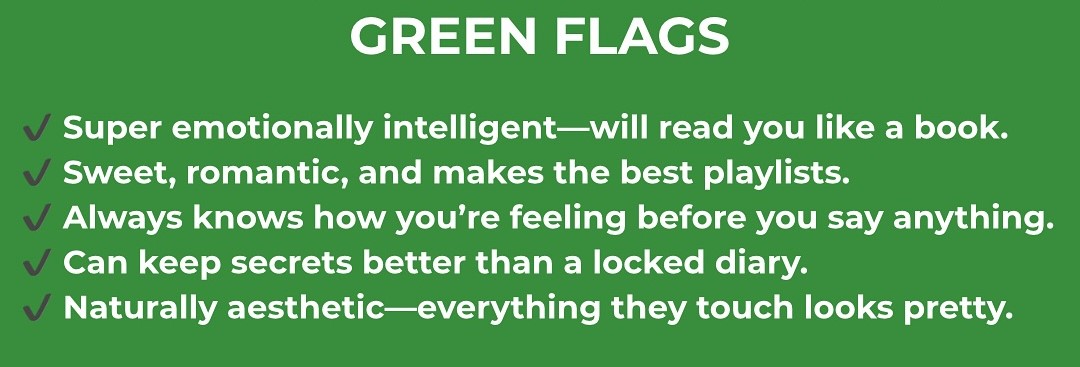 GREEN FLAGS
✔ Super emotionally intelligent—will read you like a book.
✔ Sweet, romantic, and makes the best playlists.
✔ Always knows how you’re feeling before you say anything.
✔ Can keep secrets better than a locked diary.
✔ Naturally aesthetic—everything they touch looks pretty.